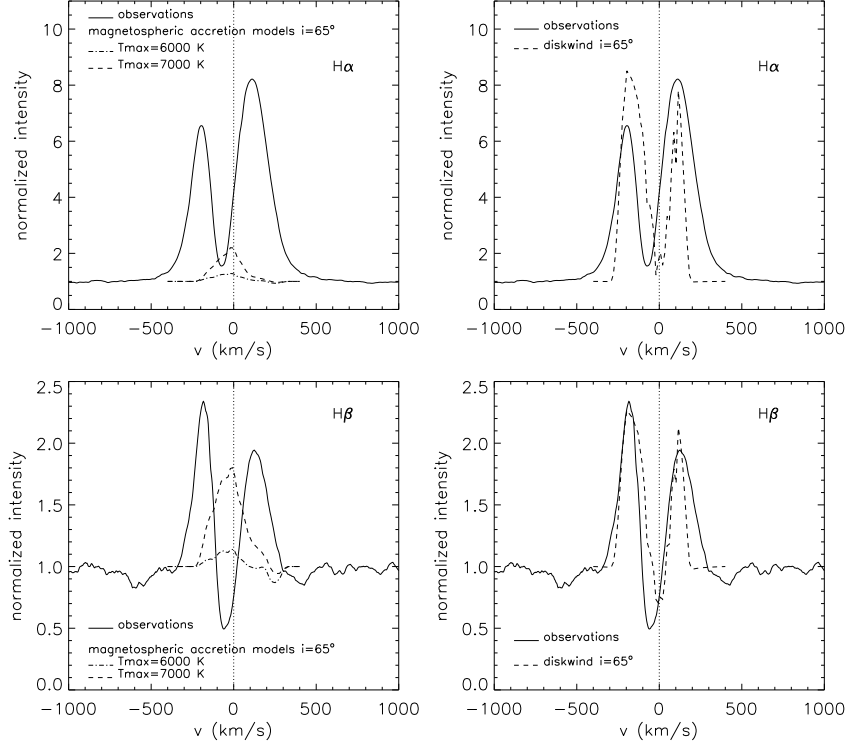 observations
magnetospheric accretion models i=65°
Tmax=6000 K
Tmax=7000 K
Hα
normalized intensity
10
8
6
4
2
0
−1000 −500 0 500 1000
v (km/s)
observations
diskwind i=65°
Hα
normalized intensity
10
8
6
4
2
0
−1000 −500 0 500 1000
v (km/s)
Hβ
normalized intensity
2.5
2.0
1.5
1.0
0.5
0.0
observations
magnetospheric accretion models i=65°
Tmax=6000 K
Tmax=7000 K
−1000 −500 0 500 1000
v (km/s)
Hβ
normalized intensity
2.5
2.0
1.5
1.0
0.5
0.0
observations
diskwind i=65°
−1000 −500 0 500 1000
v (km/s)